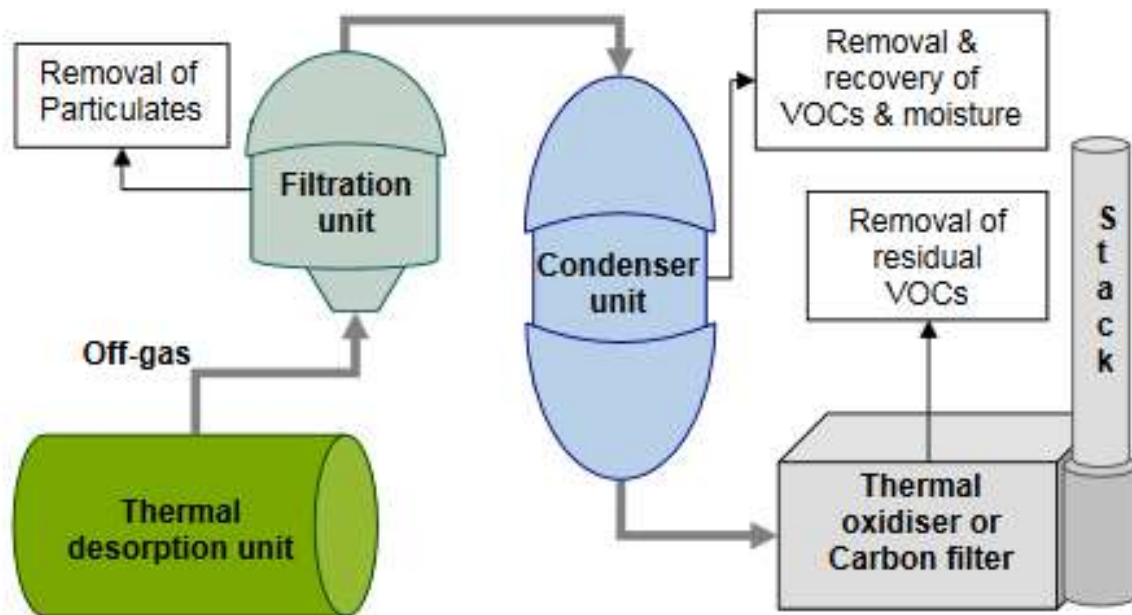 Removal of
Particulates
Filtration
unit
Removal &
recovery of
VOCs & moisture
Condenser
unit
Removal of
residual
VOCs
Stack
Off-gas
Thermal
desorption unit
Thermal
oxidiser or
Carbon filter